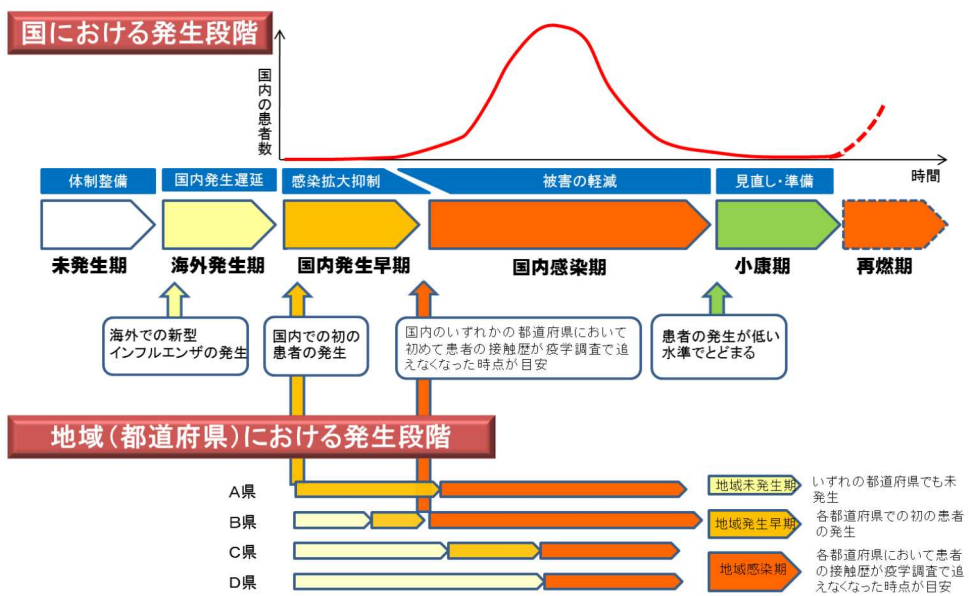 国における発生段階
国内の患者数
時間
体制整備
国内発生遅延
感染拡大抑制
被害の軽減
見直し・準備
未発生期
海外発生期
国内発生早期
国内感染期
小康期
再燃期
海外での新型
インフルエンザの発生
国内での初の
患者の発生
国内のいずれかの都道府県において
初めて患者の接触歴が疫学調査で追
えなくなった時点が目安
患者の発生が低い
水準でとどまる
地域(都道府県)における発生段階
A県
B県
C県
D県
地域未発生期
いずれの都道府県でも未
発生
地域発生早期
各都道府県での初の患者
の発生
地域感染期
各都道府県において患者
の接触歴が疫学調査で追
えなくなった時点が目安